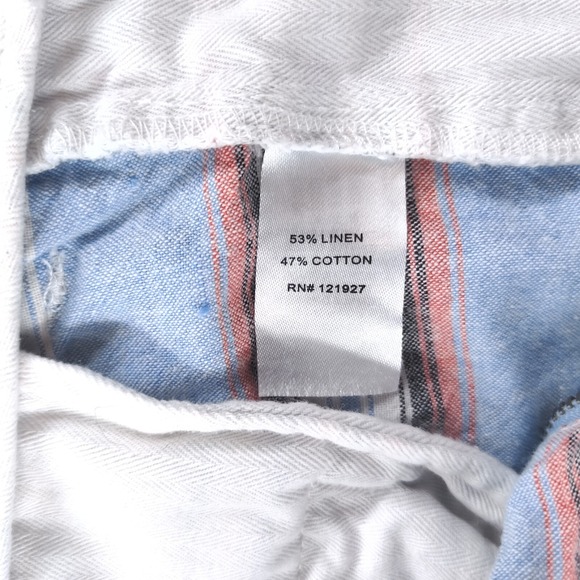 53% LINEN
47% COTTON
RN# 121927